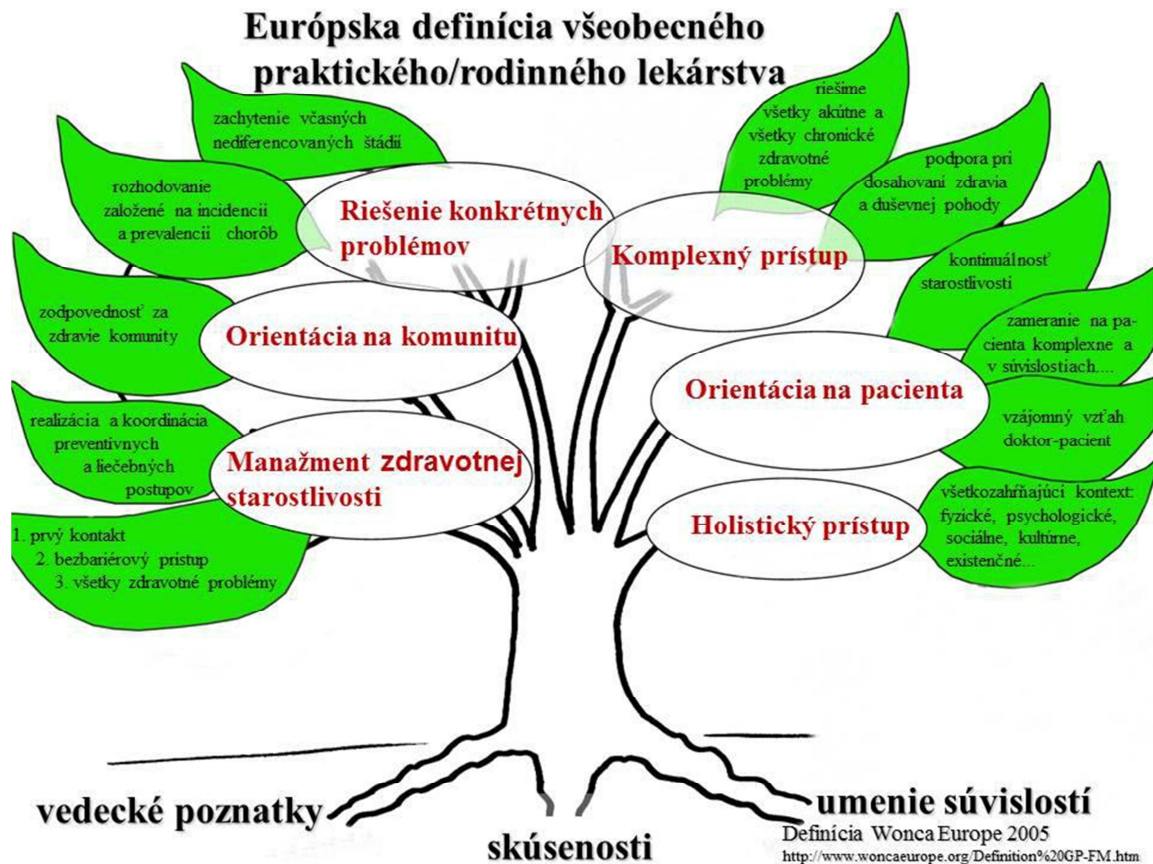 Európska definícia všeobecného
praktického/rodinného lekárstva
zachytenie včasných
nediferencovaných štádií
rozhodovanie
založené na incidencii
a prevalencii chorôb
zodpovednosť za
zdravie komunity
realizácia a koordinácia
preventívnych
a liečebných
postupov
1. prvý kontakt
2. bezbariérový prístup
3. všetky zdravotné problémy
Riešenie konkrétnych
problémov
Orientácia na komunitu
Manažment zdravotnej
starostlivosti
riešime
všetky akútne a
všetky chronické
zdravotné
problémy
podpora pri
dosahovaní zdravia
a duševnej pohody
kontinuálnosť
starostlivosti
zameranie na pa-
cienta komplexne a
v súvislostiach....
vzájomný vzťah
doktor-pacient
všetkozahŕňajúci kontext:
fyzické, psychologické,
sociálne, kultúrne,
existenčné...
Komplexný prístup
Orientácia na pacienta
Holistický prístup
vedecké poznatky
skúsenosti
umenie súvislostí
Definícia Wonca Europe 2005
http://www.woncaeurope.org/Definition%20GP-FM.htm